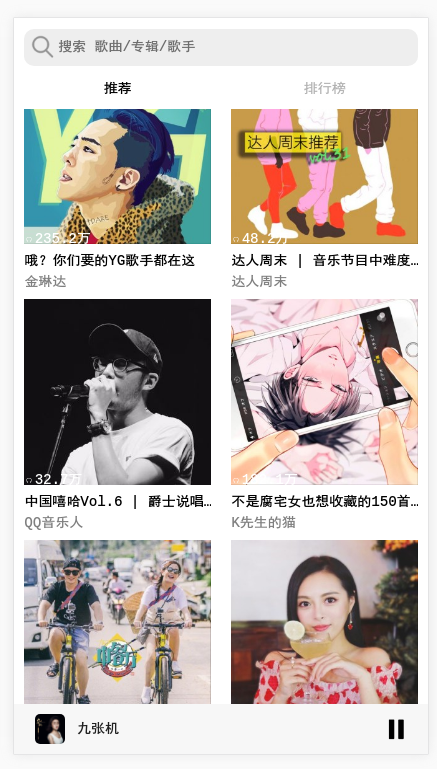 搜索 歌曲/专辑/歌手
推荐
排行榜
YG
达人周末推荐
vol.31
235.2万
48.2万
哦? 你们要的YG歌手都在这
达人周末 | 音乐节目中难度…
金琳达
达人周末
32.
中国嘻哈Vol.6 | 爵士说唱…
不是腐宅女也想收藏的150首…
QQ音乐人
K先生的猫
九张机